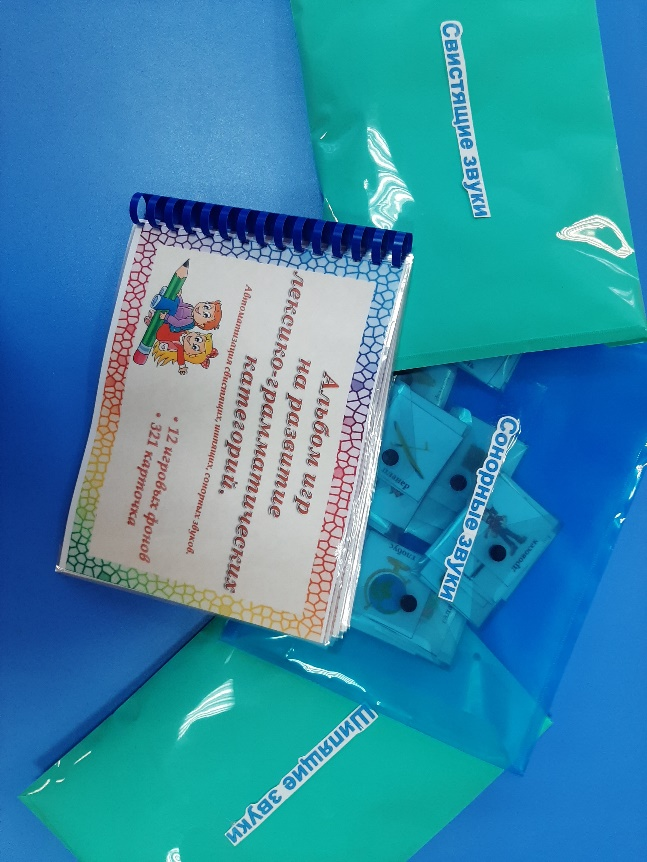 Свистящие звуки
Альбом игр
на развитие
лексико-грамматических
категорий.
Автоматизация свистящих, шипящих, сонорных звуков.
• 12 игровых фонов
• 321 карточка
Сонорные звуки
глобус
Шипящие звуки